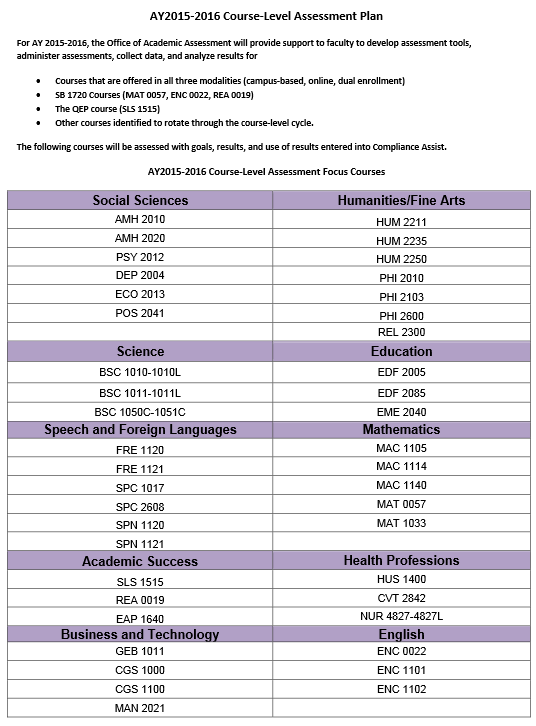 AY2015-2016 Course-Level Assessment Plan
For AY 2015-2016, the Office of Academic Assessment will provide support to faculty to develop assessment tools,
administer assessments, collect data, and analyze results for
• Courses that are offered in all three modalities (campus-based, online, dual enrollment)
• SB 1720 Courses (MAT 0057, ENC 0022, REA 0019)
• The QEP course (SLS 1515)
• Other courses identified to rotate through the course-level cycle.
The following courses will be assessed with goals, results, and use of results entered into Compliance Assist.
AY2015-2016 Course-Level Assessment Focus Courses
Social Sciences Humanities/Fine Arts
AMH 2010 HUM 2211
AMH 2020 HUM 2235
PSY 2012 HUM 2250
DEP 2004 PHI 2010
ECO 2013 PHI 2103
POS 2041 PHI 2600
REL 2300
Science Education
BSC 1010-1010L EDF 2005
BSC 1011-1011L EDF 2085
BSC 1050C-1051C EME 2040
Speech and Foreign Languages Mathematics
FRE 1120 MAC 1105
FRE 1121 MAC 1114
SPC 1017 MAC 1140
SPC 2608 MAT 0057
SPN 1120 MAT 1033
SPN 1121
Academic Success Health Professions
SLS 1515 HUS 1400
REA 0019 CVT 2842
EAP 1640 NUR 4827-4827L
Business and Technology English
GEB 1011 ENC 0022
CGS 1000 ENC 1101
CGS 1100 ENC 1102
MAN 2021